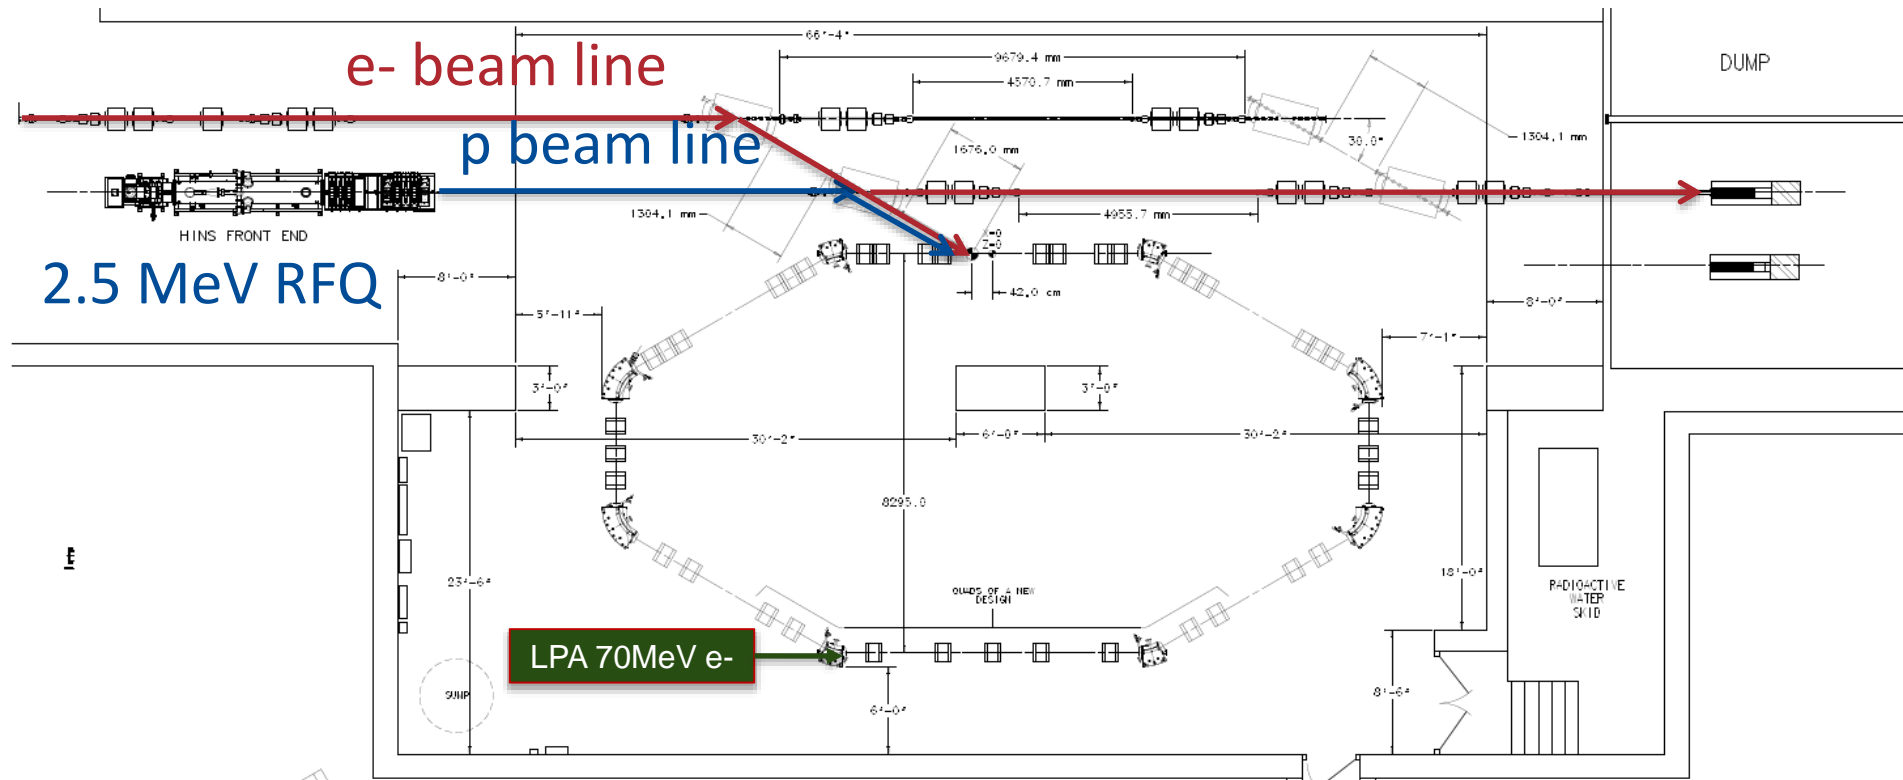 66'-4"
e- beam line
9679.4 mm
4570.7 mm
DUMP
p beam line
30.0°
1304.1 mm
1676.0 mm
1304.1 mm
4955.7 mm
HINS FRONT END
X=0
Z=0
2.5 MeV RFQ
8'-0"
42.0 cm
8'-0"
5'-11"
7'-1"
3'-0"
3'-0"
30'-2"
6'-0"
30'-2"
8295.0
23'-6"
18'-0"
QUADS OF A NEW
DESIGN
RADIOACTIVE
WATER
SKID
LPA 70MeV e-
SUMP
6'-0"
8'-6"